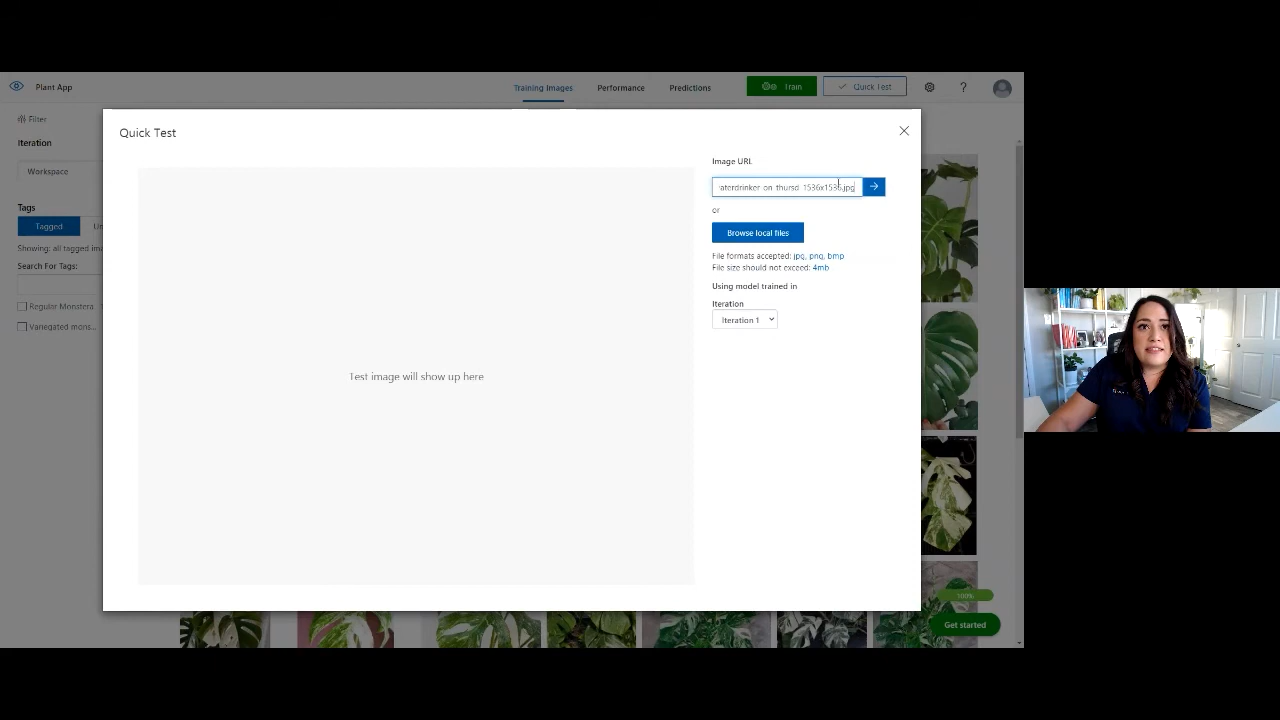 Plant App
Training Images
Performance
Predictions
Train
Quick Test
?
Filter
Iteration
Workspace
Tagged
Showing: all tagged
Search For Tags:
Regular Monstera
Variegated mons...
Quick Test
Image URL
on thursd 1536x1536.jpg
or
Browse local files
File formats accepted: jpg, png, bmp
File size should not exceed: 4mb
Using model trained in
Iteration
Iteration 1
Test image will show up here
100%
Get started